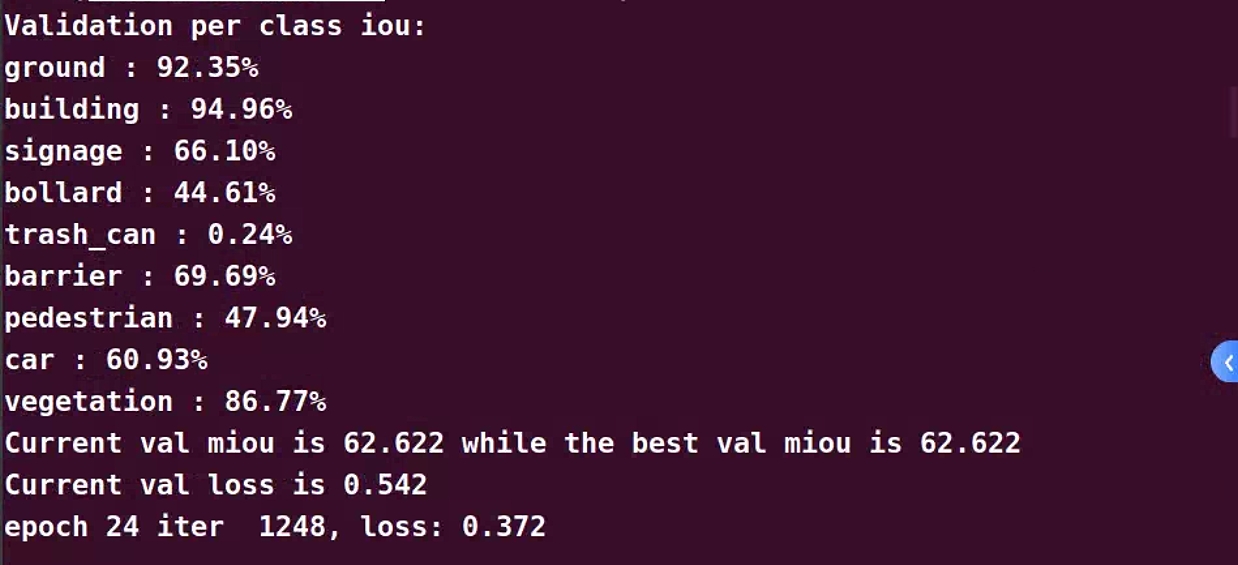 Validation per class iou:
ground : 92.35%
building : 94.96%
signage : 66.10%
bollard : 44.61%
trash_can : 0.24%
barrier : 69.69%
pedestrian : 47.94%
car : 60.93%
vegetation : 86.77%
Current val miou is 62.622 while the best val miou is 62.622
Current val loss is 0.542
epoch 24 iter  1248, loss: 0.372